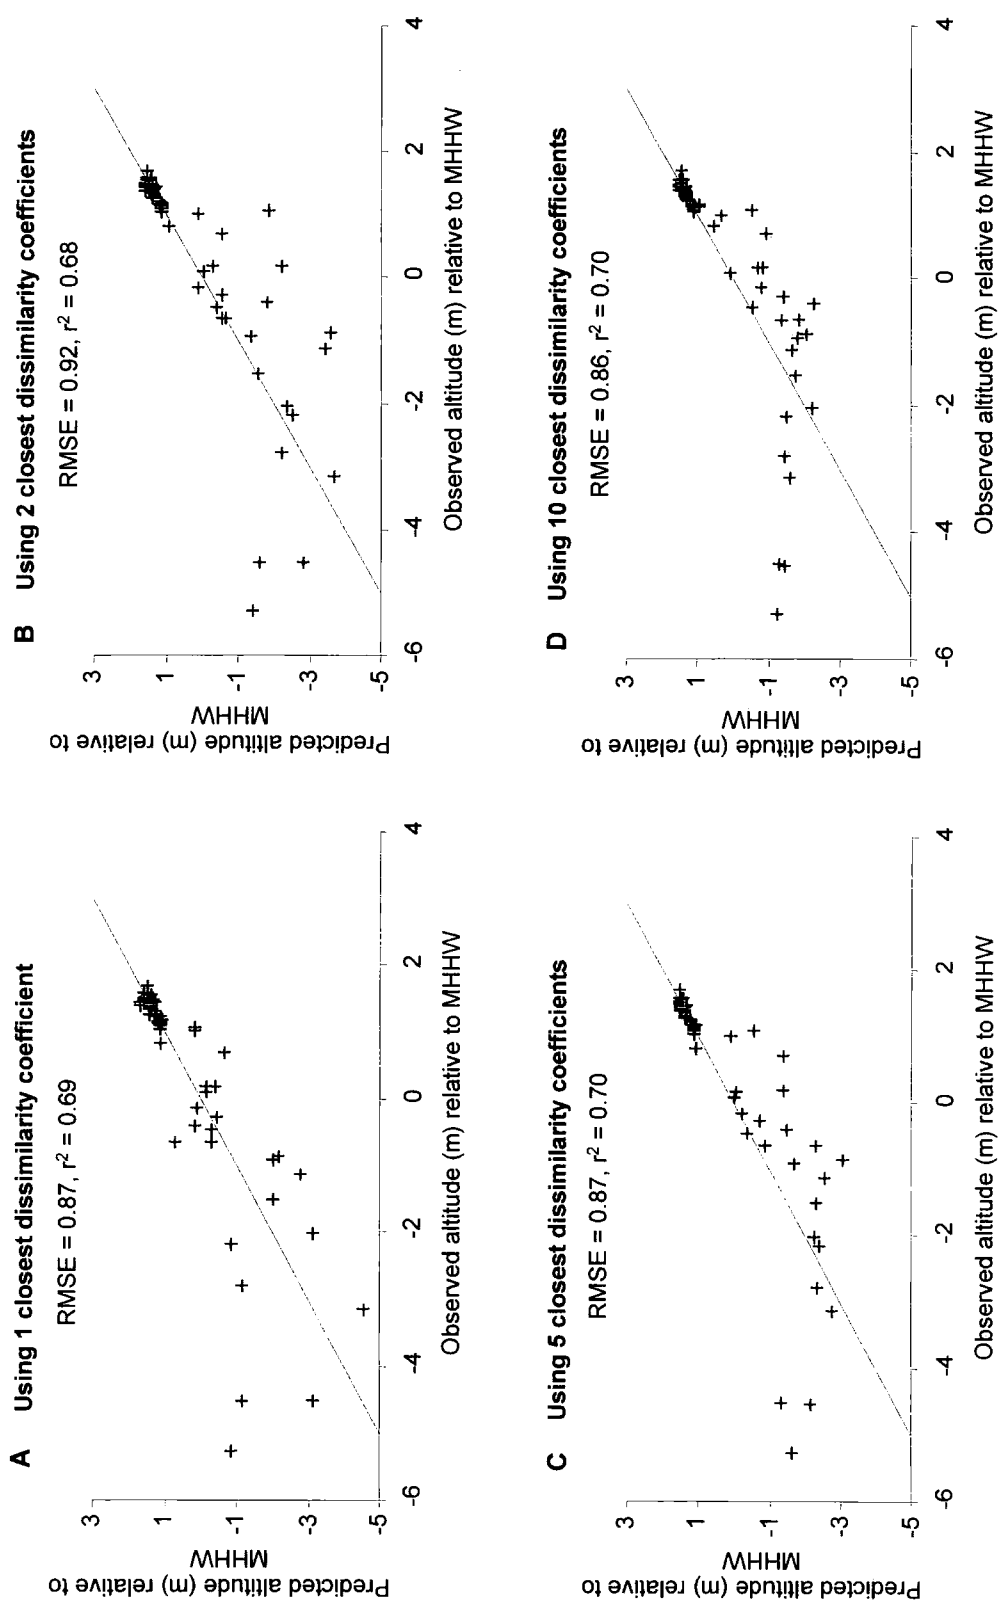 A Using 1 closest dissimilarity coefficient
RMSE = 0.87, r² = 0.69
3
1
-1
-3
-5
Predicted altitude (m) relative to
MHHW
-6
-4
-2
0
2
4
Observed altitude (m) relative to MHHW
B Using 2 closest dissimilarity coefficients
RMSE = 0.92, r² = 0.68
3
1
-1
-3
-5
Predicted altitude (m) relative to
MHHW
-6
-4
-2
0
2
4
Observed altitude (m) relative to MHHW
C Using 5 closest dissimilarity coefficients
RMSE = 0.87, r² = 0.70
3
1
-1
-3
-5
Predicted altitude (m) relative to
MHHW
-6
-4
-2
0
2
4
Observed altitude (m) relative to MHHW
D Using 10 closest dissimilarity coefficients
RMSE = 0.86, r² = 0.70
3
1
-1
-3
-5
Predicted altitude (m) relative to
MHHW
-6
-4
-2
0
2
4
Observed altitude (m) relative to MHHW